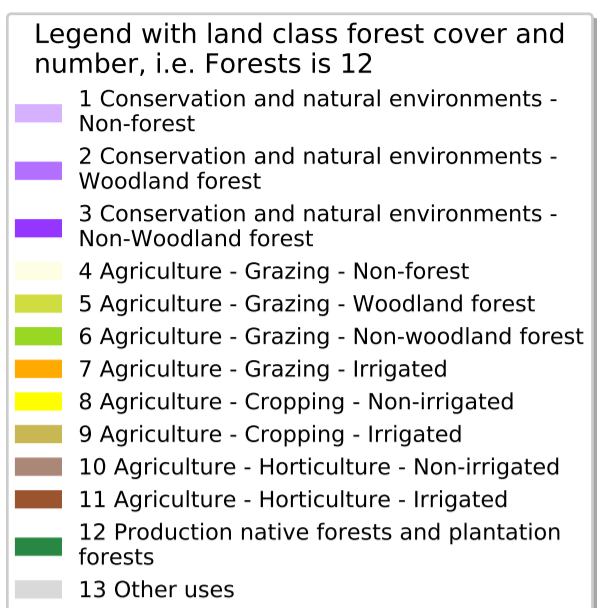 Legend with land class forest cover and
number, i.e. Forests is 12
1 Conservation and natural environments -
Non-forest
2 Conservation and natural environments -
Woodland forest
3 Conservation and natural environments -
Non-Woodland forest
4 Agriculture - Grazing - Non-forest
5 Agriculture - Grazing - Woodland forest
6 Agriculture - Grazing - Non-woodland forest
7 Agriculture - Grazing - Irrigated
8 Agriculture - Cropping - Non-irrigated
9 Agriculture - Cropping - Irrigated
10 Agriculture - Horticulture - Non-irrigated
11 Agriculture - Horticulture - Irrigated
12 Production native forests and plantation
forests
13 Other uses